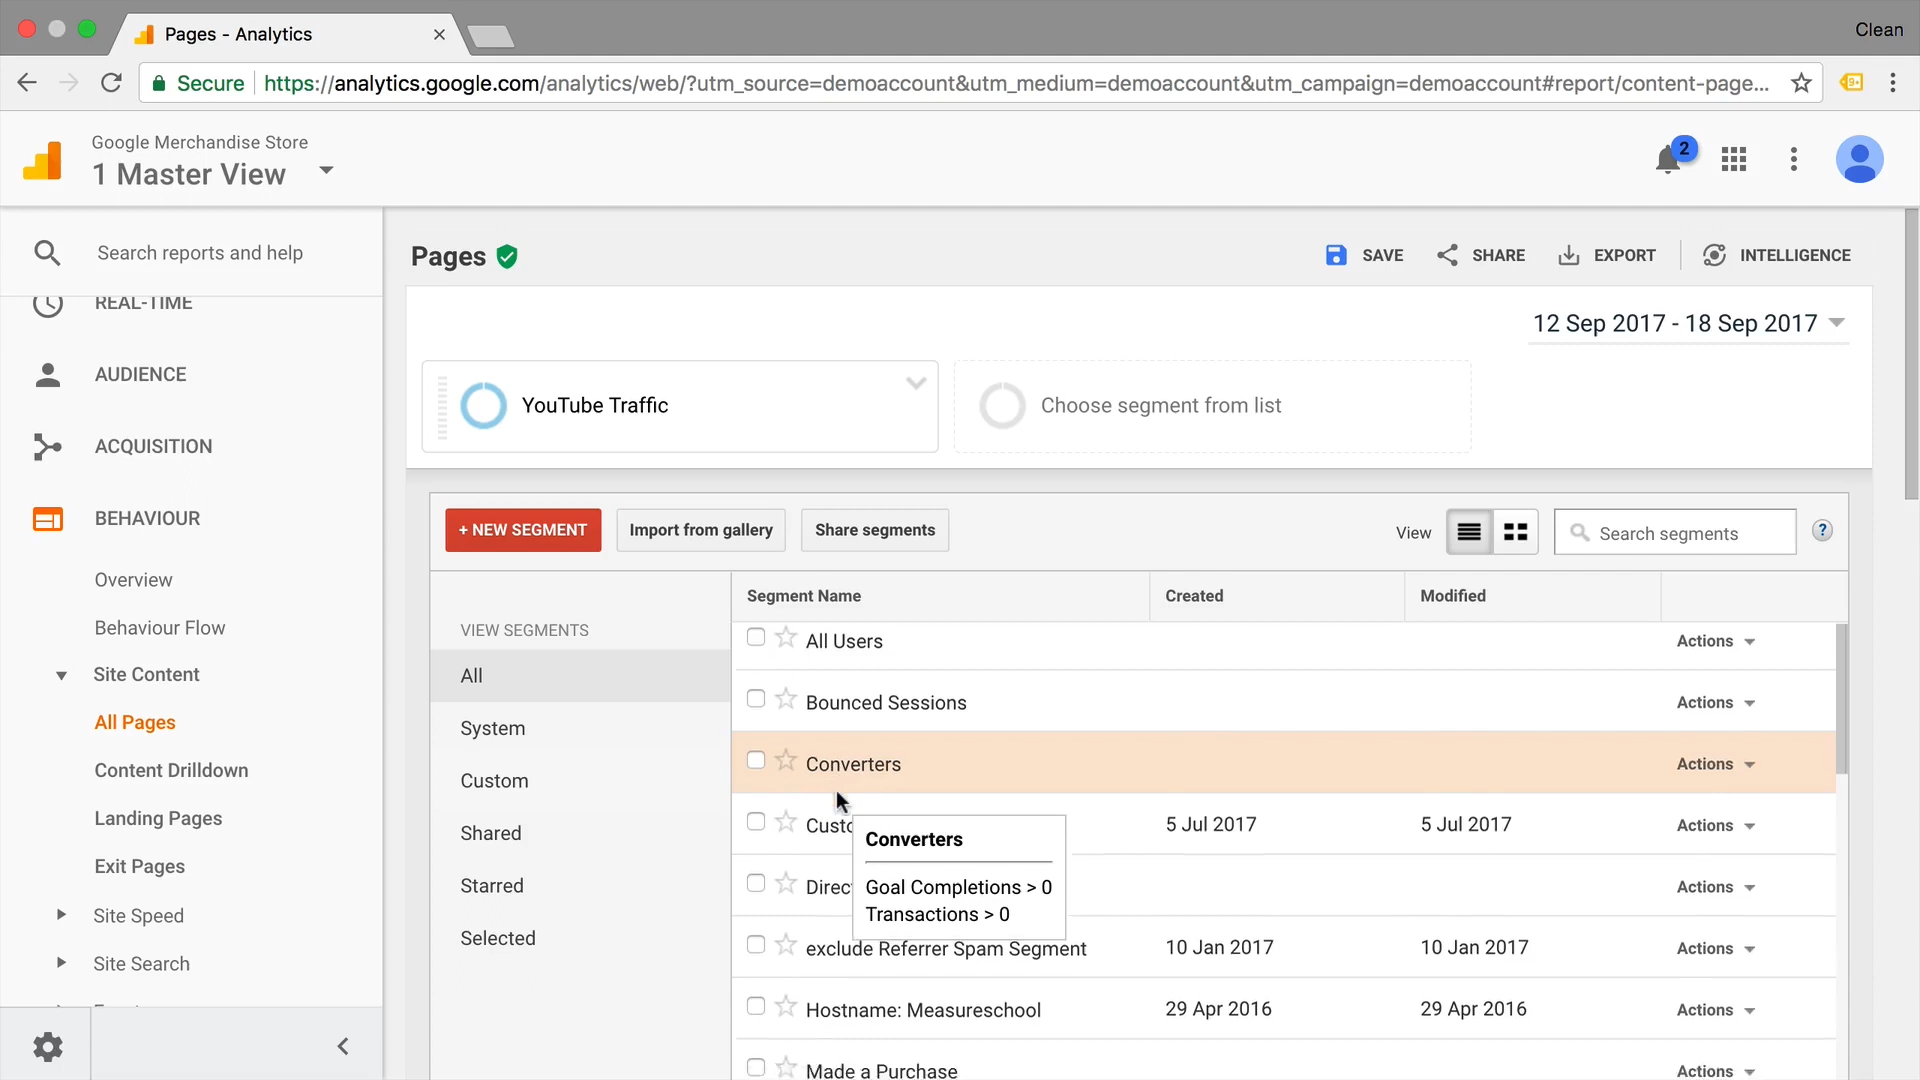 Pages - Analytics
Clean
Secure
https://analytics.google.com/analytics/web/?utm_source=demoaccount&utm_medium=demoaccount&utm_campaign=demoaccount#report/content-page...
Google Merchandise Store
1 Master View
2
Search reports and help
REAL-TIME
AUDIENCE
ACQUISITION
BEHAVIOUR
Overview
Behaviour Flow
Site Content
All Pages
Content Drilldown
Landing Pages
Exit Pages
Site Speed
Site Search
Pages
SAVE
SHARE
EXPORT
INTELLIGENCE
12 Sep 2017 - 18 Sep 2017
YouTube Traffic
Choose segment from list
+ NEW SEGMENT
Import from gallery
Share segments
View
Search segments
?
VIEW SEGMENTS
All
System
Custom
Shared
Starred
Selected
Segment Name Created Modified
All Users Actions
Bounced Sessions Actions
Converters Actions
Custo 5 Jul 2017 5 Jul 2017 Actions
Direc Actions
exclude Referrer Spam Segment 10 Jan 2017 10 Jan 2017 Actions
Hostname: Measureschool 29 Apr 2016 29 Apr 2016 Actions
Made a Purchase Actions
Converters
Goal Completions > 0
Transactions > 0